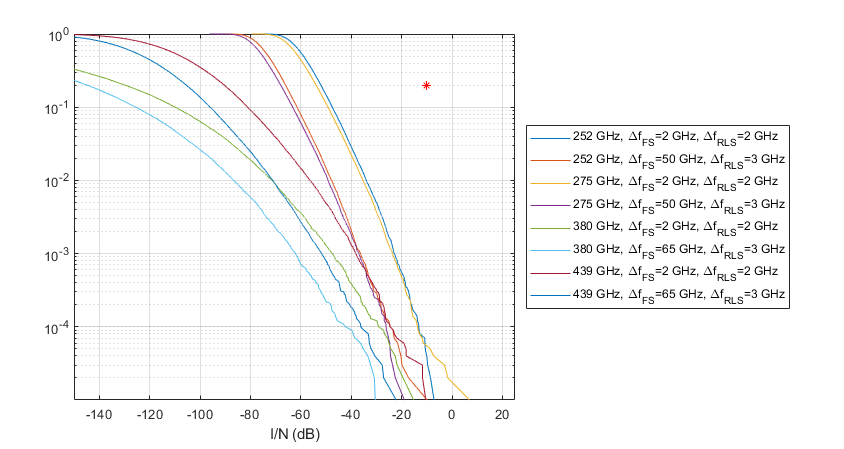 10^0
10^-1
10^-2
10^-3
10^-4
-140 -120 -100 -80 -60 -40 -20 0 20
I/N (dB)
252 GHz, Δf_FS=2 GHz, Δf_RLS=2 GHz
252 GHz, Δf_FS=50 GHz, Δf_RLS=3 GHz
275 GHz, Δf_FS=2 GHz, Δf_RLS=2 GHz
275 GHz, Δf_FS=50 GHz, Δf_RLS=3 GHz
380 GHz, Δf_FS=2 GHz, Δf_RLS=2 GHz
380 GHz, Δf_FS=65 GHz, Δf_RLS=3 GHz
439 GHz, Δf_FS=2 GHz, Δf_RLS=2 GHz
439 GHz, Δf_FS=65 GHz, Δf_RLS=3 GHz